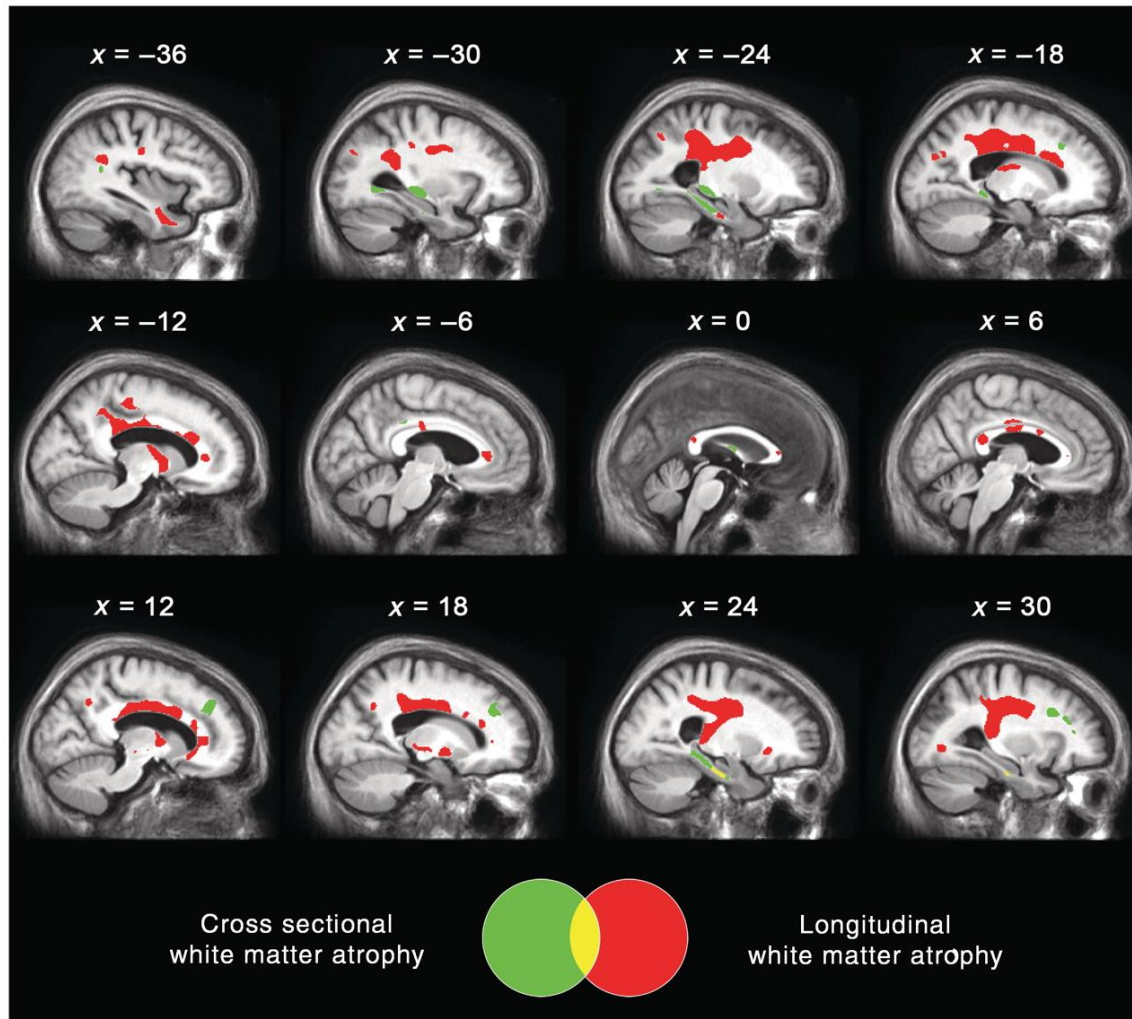 x = –36
x = –30
x = –24
x = –18
x = –12
x = –6
x = 0
x = 6
x = 12
x = 18
x = 24
x = 30
Cross sectional
white matter atrophy
Longitudinal
white matter atrophy